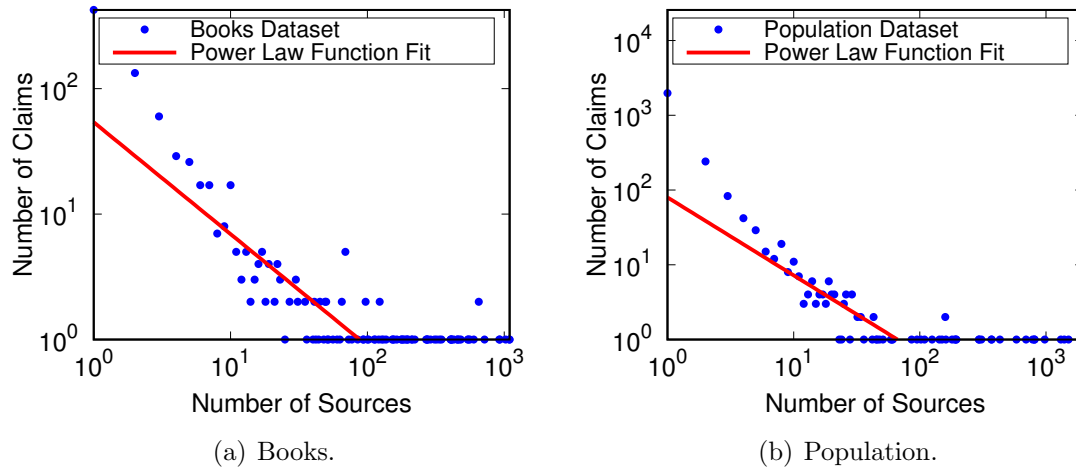 Books Dataset
Power Law Function Fit
Number of Claims
10^2
10^1
10^0
10^0 10^1 10^2 10^3
Number of Sources
(a) Books.
Population Dataset
Power Law Function Fit
Number of Claims
10^4
10^3
10^2
10^1
10^0
10^0 10^1 10^2 10^3
Number of Sources
(b) Population.